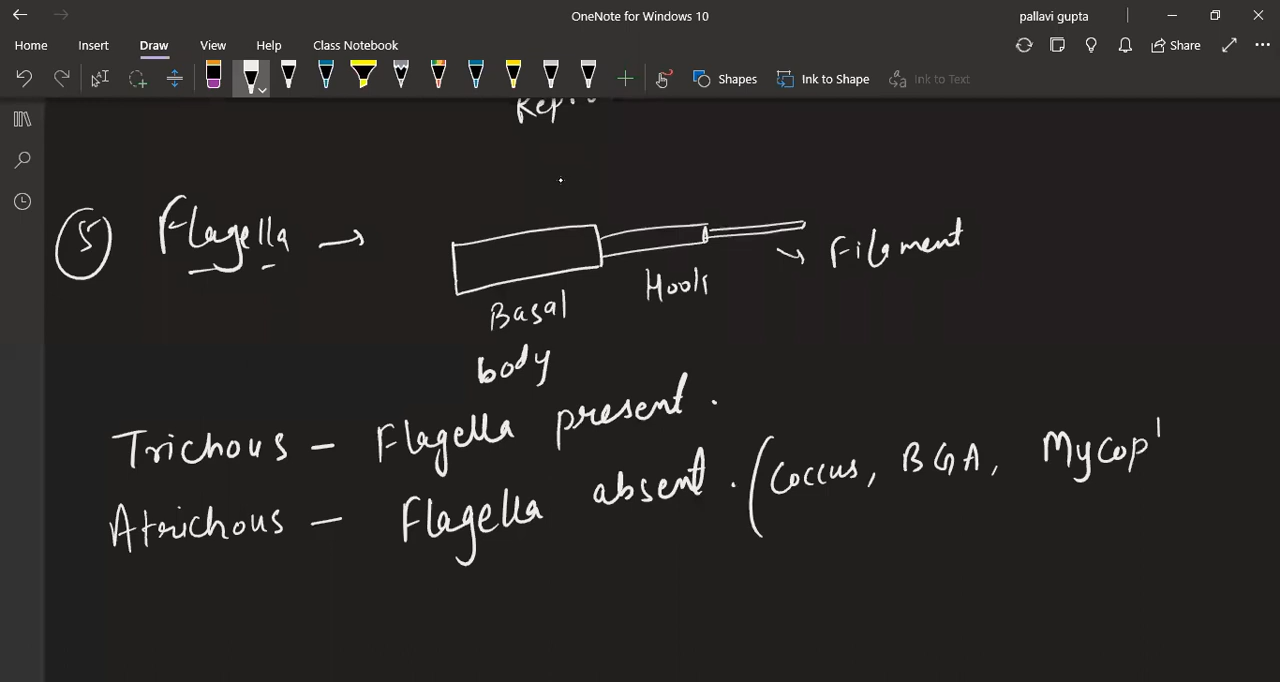 OneNote for Windows 10
pallavi gupta
Home Insert Draw View Help Class Notebook
Share
Shapes Ink to Shape Ink to Text
5 Flagella → Filament
Hook
Basal
body
Trichous – Flagella present.
Atrichous – Flagella absent. (Coccus, BGA, Mycopl